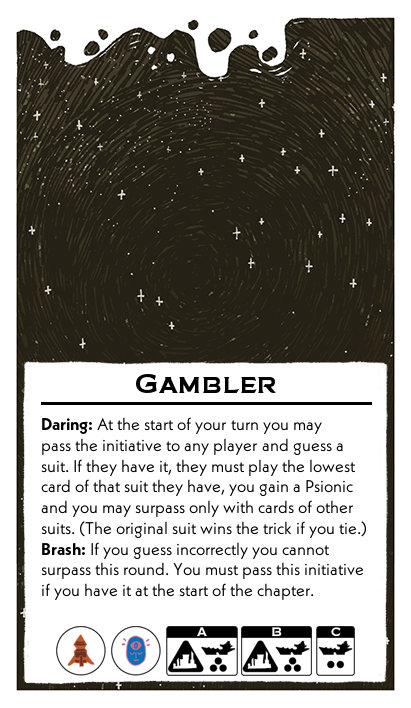 Gambler
Daring: At the start of your turn you may
pass the initiative to any player and guess a
suit. If they have it, they must play the lowest
card of that suit they have, you gain a Psionic
and you may surpass only with cards of other
suits. (The original suit wins the trick if you tie.)
Brash: If you guess incorrectly you cannot
surpass this round. You must pass this initiative
if you have it at the start of the chapter.
A B C